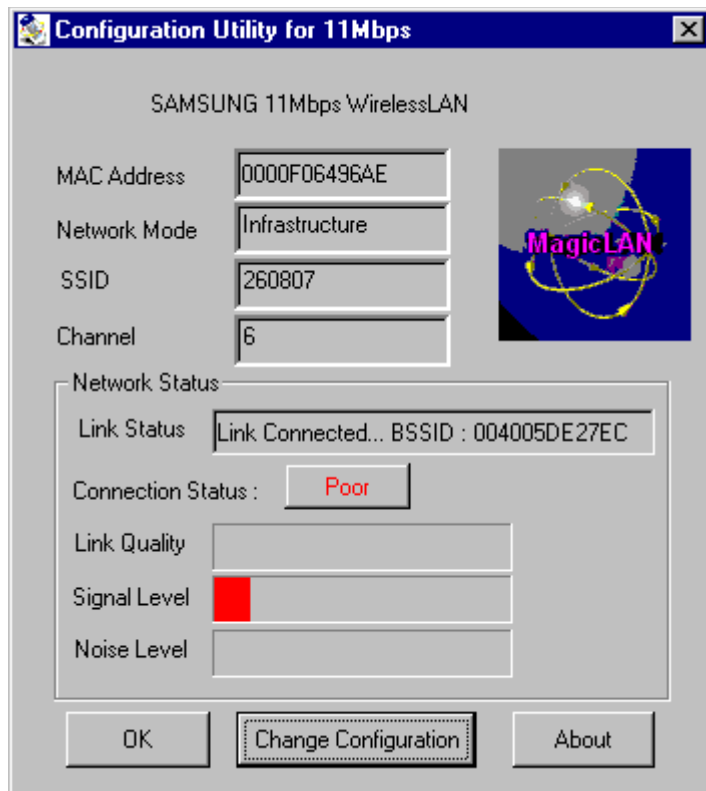 Configuration Utility for 11Mbps
SAMSUNG 11Mbps WirelessLAN
MAC Address 0000F06496AE
MagicLAN
Network Mode Infrastructure
SSID 260807
Channel 6
Network Status
Link Status Link Connected... BSSID : 004005DE27EC
Connection Status : Poor
Link Quality
Signal Level
Noise Level
OK Change Configuration About